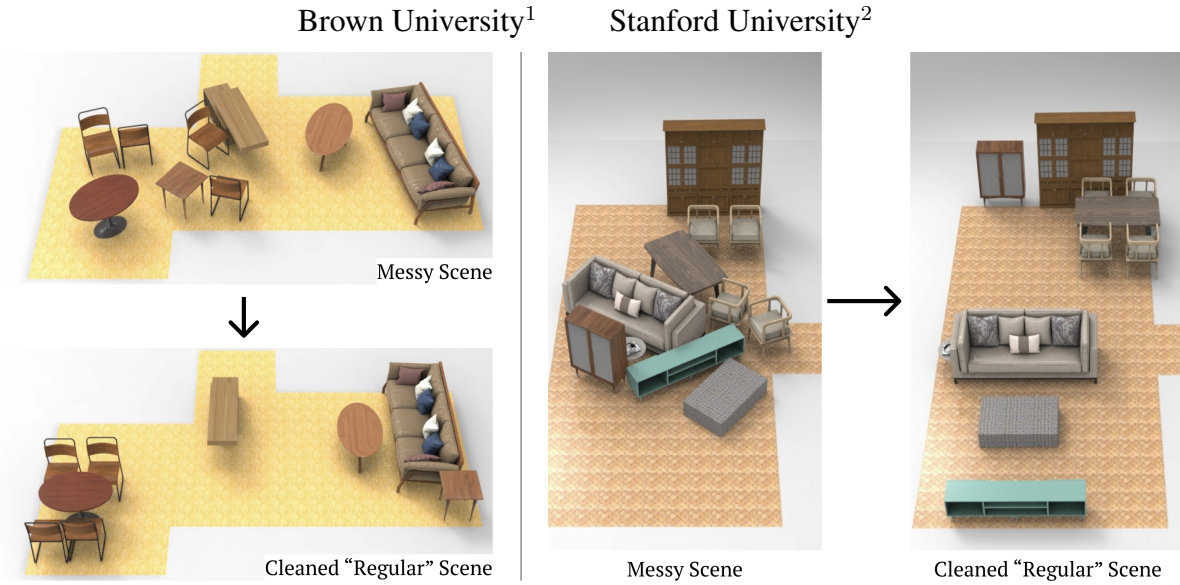 Brown University¹ Stanford University²
Messy Scene
Cleaned “Regular” Scene
Messy Scene
Cleaned “Regular” Scene